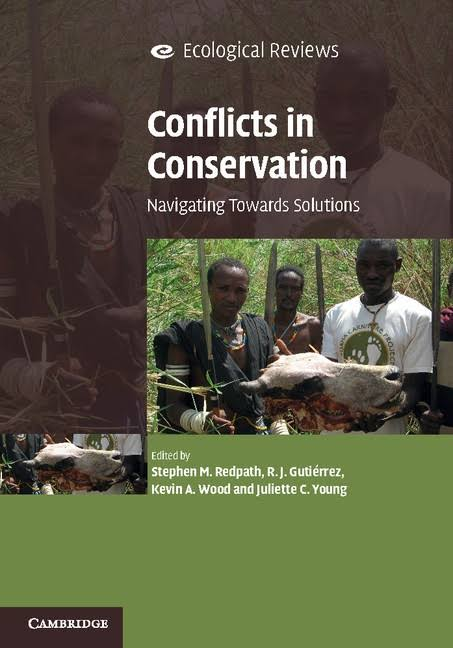 Ecological Reviews
Conflicts in
Conservation
Navigating Towards Solutions
Edited by
Stephen M. Redpath, R. J. Gutiérrez,
Kevin A. Wood and Juliette C. Young
CAMBRIDGE